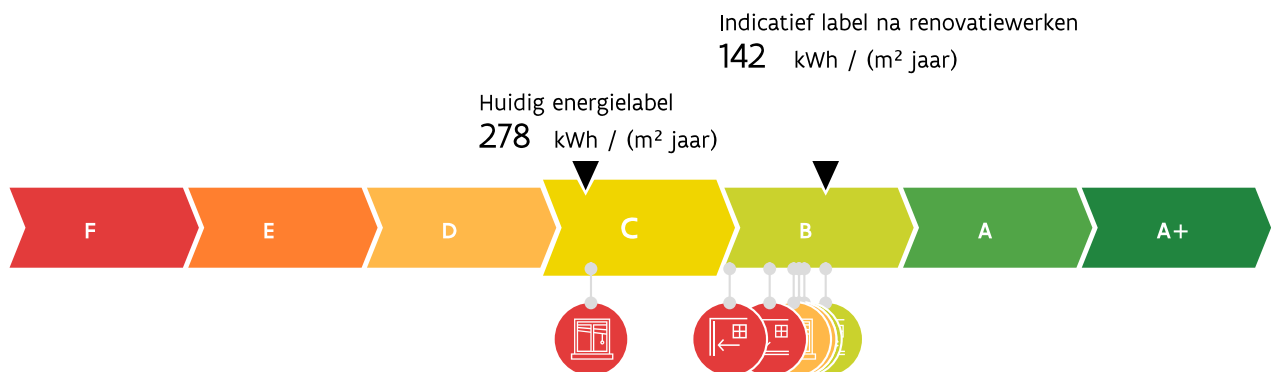 Indicatief label na renovatiewerken
142 kWh / (m² jaar)
Huidig energielabel
278 kWh / (m² jaar)
F E D C B A A+